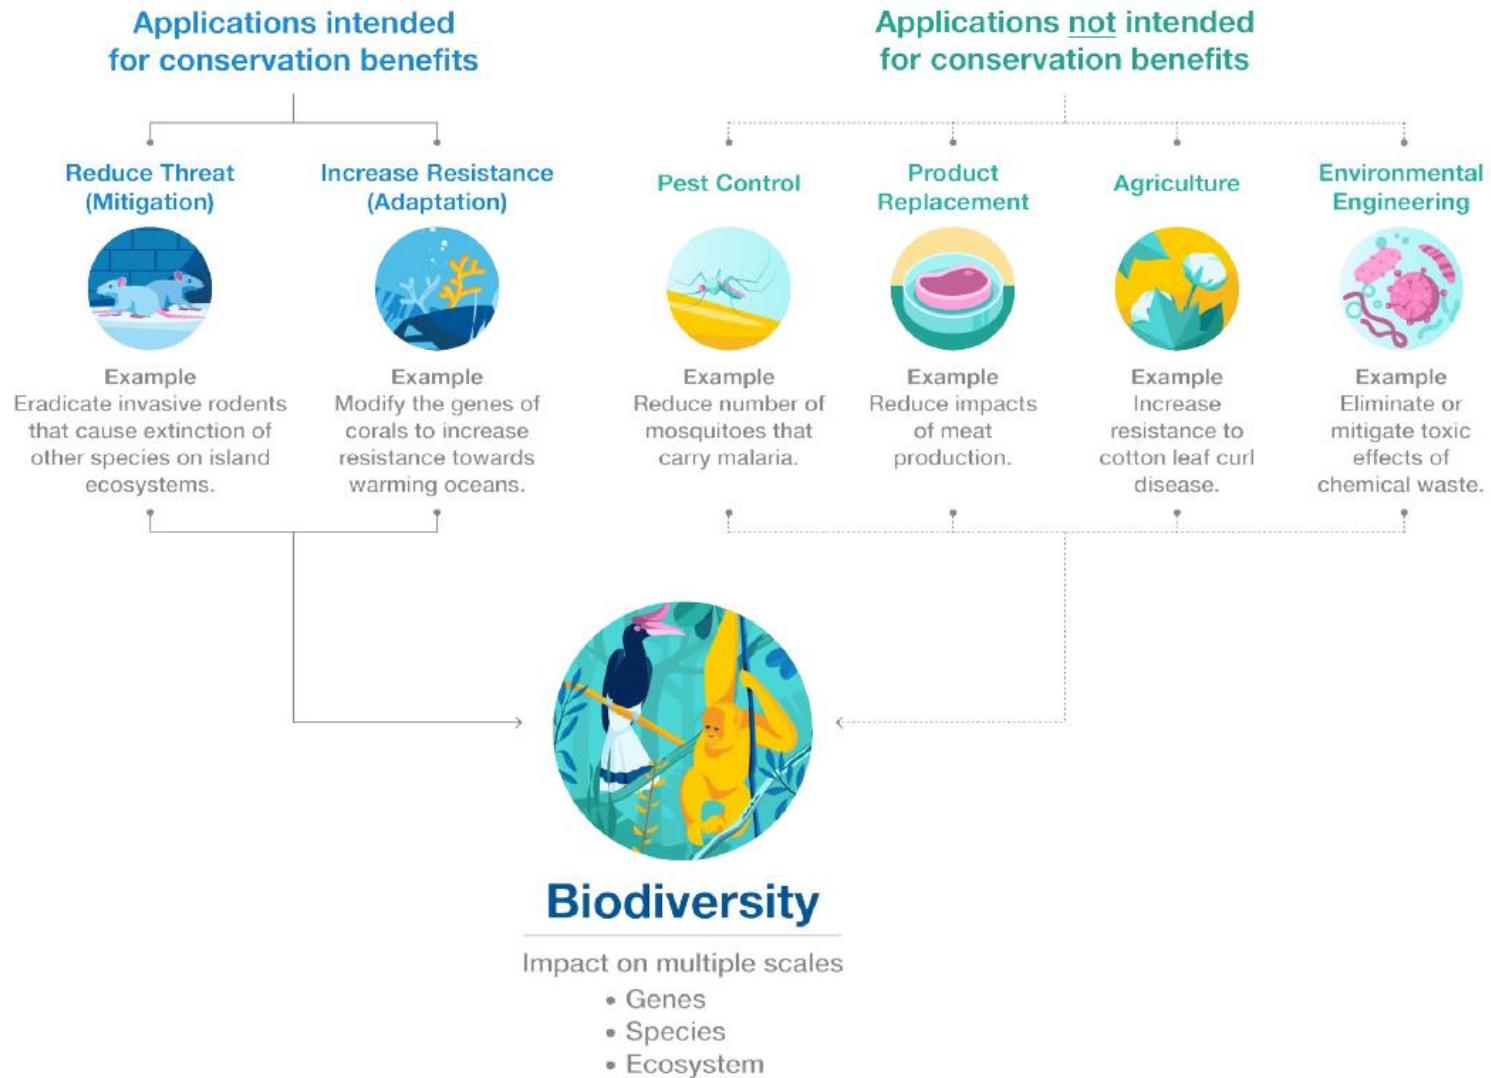 Applications intended
for conservation benefits
Applications not intended
for conservation benefits
Reduce Threat
(Mitigation)
Increase Resistance
(Adaptation)
Pest Control
Product
Replacement
Agriculture
Environmental
Engineering
Example
Eradicate invasive rodents
that cause extinction of
other species on island
ecosystems.
Example
Modify the genes of
corals to increase
resistance towards
warming oceans.
Example
Reduce number of
mosquitoes that
carry malaria.
Example
Reduce impacts
of meat
production.
Example
Increase
resistance to
cotton leaf curl
disease.
Example
Eliminate or
mitigate toxic
effects of
chemical waste.
Biodiversity
Impact on multiple scales
• Genes
• Species
• Ecosystem